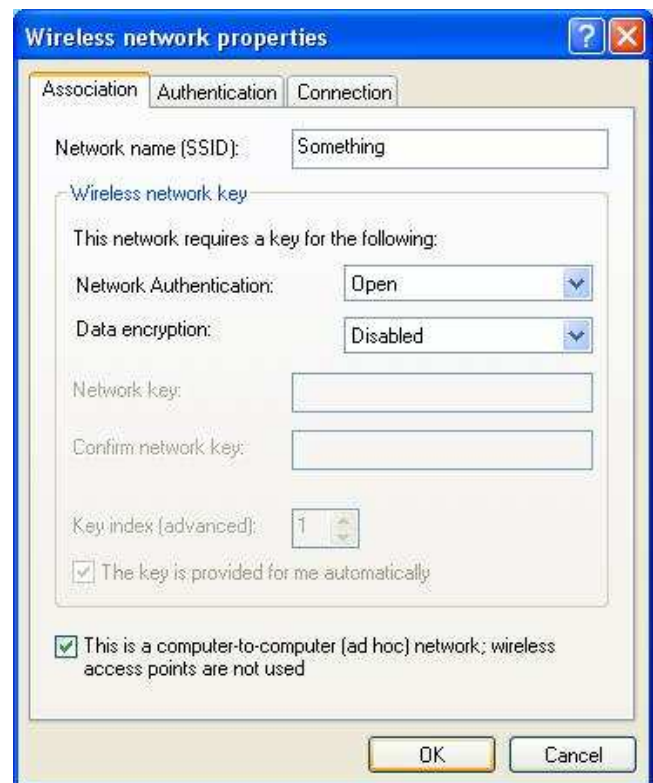 Wireless network properties
Association Authentication Connection
Network name (SSID): Something
Wireless network key
This network requires a key for the following:
Network Authentication: Open
Data encryption: Disabled
Network key:
Confirm network key:
Key index (advanced): 1
The key is provided for me automatically
This is a computer-to-computer (ad hoc) network; wireless
access points are not used
OK Cancel